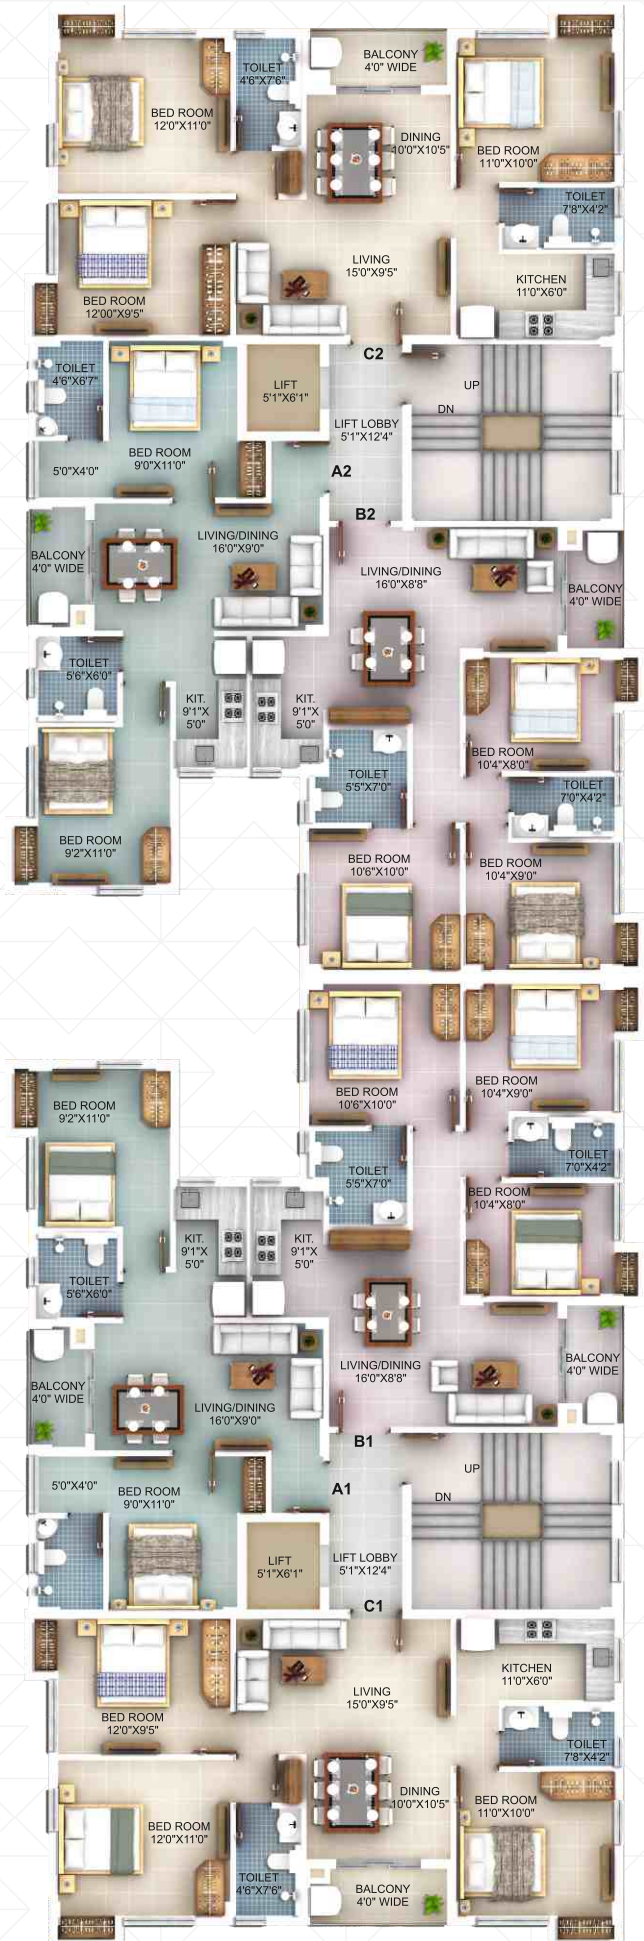 BALCONY
4'0" WIDE
TOILET
4'6"X7'6"
BED ROOM
12'0"X11'0"
DINING
10'0"X10'5"
BED ROOM
11'0"X10'0"
TOILET
7'8"X4'2"
LIVING
15'0"X9'5"
KITCHEN
11'0"X6'0"
BED ROOM
12'00"X9'5"
C2
TOILET
4'6"X6'7"
LIFT
5'1"X6'1"
UP
DN
LIFT LOBBY
5'1"X12'4"
BED ROOM
9'0"X11'0"
5'0"X4'0"
A2
B2
LIVING/DINING
16'0"X9'0"
BALCONY
4'0" WIDE
LIVING/DINING
16'0"X8'8"
BALCONY
4'0" WIDE
TOILET
5'6"X6'0"
KIT.
9'1"X
5'0"
KIT.
9'1"X
5'0"
BED ROOM
10'4"X8'0"
TOILET
5'5"X7'0"
TOILET
7'0"X4'2"
BED ROOM
9'2"X11'0"
BED ROOM
10'6"X10'0"
BED ROOM
10'4"X9'0"
BED ROOM
10'6"X10'0"
BED ROOM
10'4"X9'0"
BED ROOM
9'2"X11'0"
TOILET
7'0"X4'2"
TOILET
5'5"X7'0"
BED ROOM
10'4"X8'0"
KIT.
9'1"X
5'0"
KIT.
9'1"X
5'0"
TOILET
5'6"X6'0"
LIVING/DINING
16'0"X8'8"
BALCONY
4'0" WIDE
BALCONY
4'0" WIDE
LIVING/DINING
16'0"X9'0"
B1
A1
UP
DN
5'0"X4'0"
BED ROOM
9'0"X11'0"
LIFT
5'1"X6'1"
LIFT LOBBY
5'1"X12'4"
C1
KITCHEN
11'0"X6'0"
LIVING
15'0"X9'5"
BED ROOM
12'0"X9'5"
TOILET
7'8"X4'2"
DINING
10'0"X10'5"
BED ROOM
11'0"X10'0"
BED ROOM
12'0"X11'0"
TOILET
4'6"X7'6"
BALCONY
4'0" WIDE